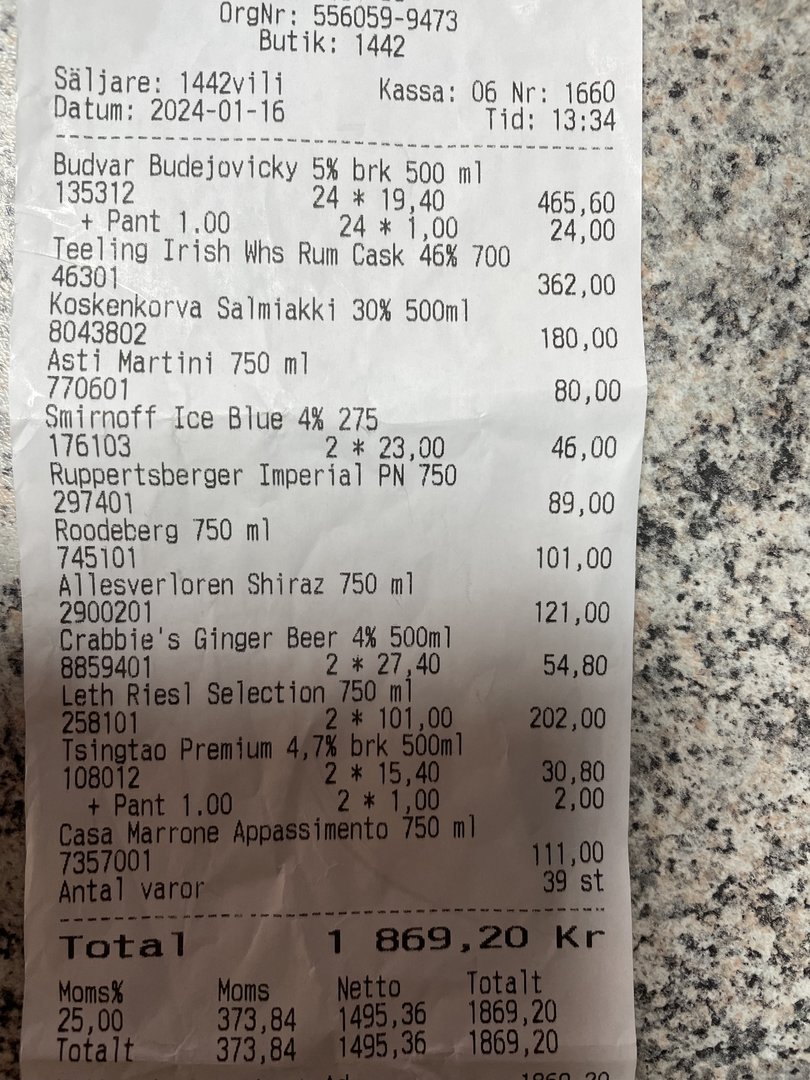 OrgNr: 556059-9473
Butik: 1442
Säljare: 1442vili Kassa: 06 Nr: 1660
Datum: 2024-01-16 Tid: 13:34
Budvar Budejovicky 5% brk 500 ml
135312 24 * 19,40 465,60
+ Pant 1.00 24 * 1,00 24,00
Teeling Irish Whs Rum Cask 46% 700
46301 362,00
Koskenkorva Salmiakki 30% 500ml
8043802 180,00
Asti Martini 750 ml
770601 80,00
Smirnoff Ice Blue 4% 275
176103 2 * 23,00 46,00
Ruppertsberger Imperial PN 750
297401 89,00
Roodeberg 750 ml
745101 101,00
Allesverloren Shiraz 750 ml
2900201 121,00
Crabbie's Ginger Beer 4% 500ml
8859401 2 * 27,40 54,80
Leth Riesl Selection 750 ml
258101 2 * 101,00 202,00
Tsingtao Premium 4,7% brk 500ml
108012 2 * 15,40 30,80
+ Pant 1.00 2 * 1,00 2,00
Casa Marrone Appassimento 750 ml
7357001 111,00
Antal varor 39 st
Total 1 869,20 Kr
Moms% Moms Netto Totalt
25,00 373,84 1495,36 1869,20
Totalt 373,84 1495,36 1869,20